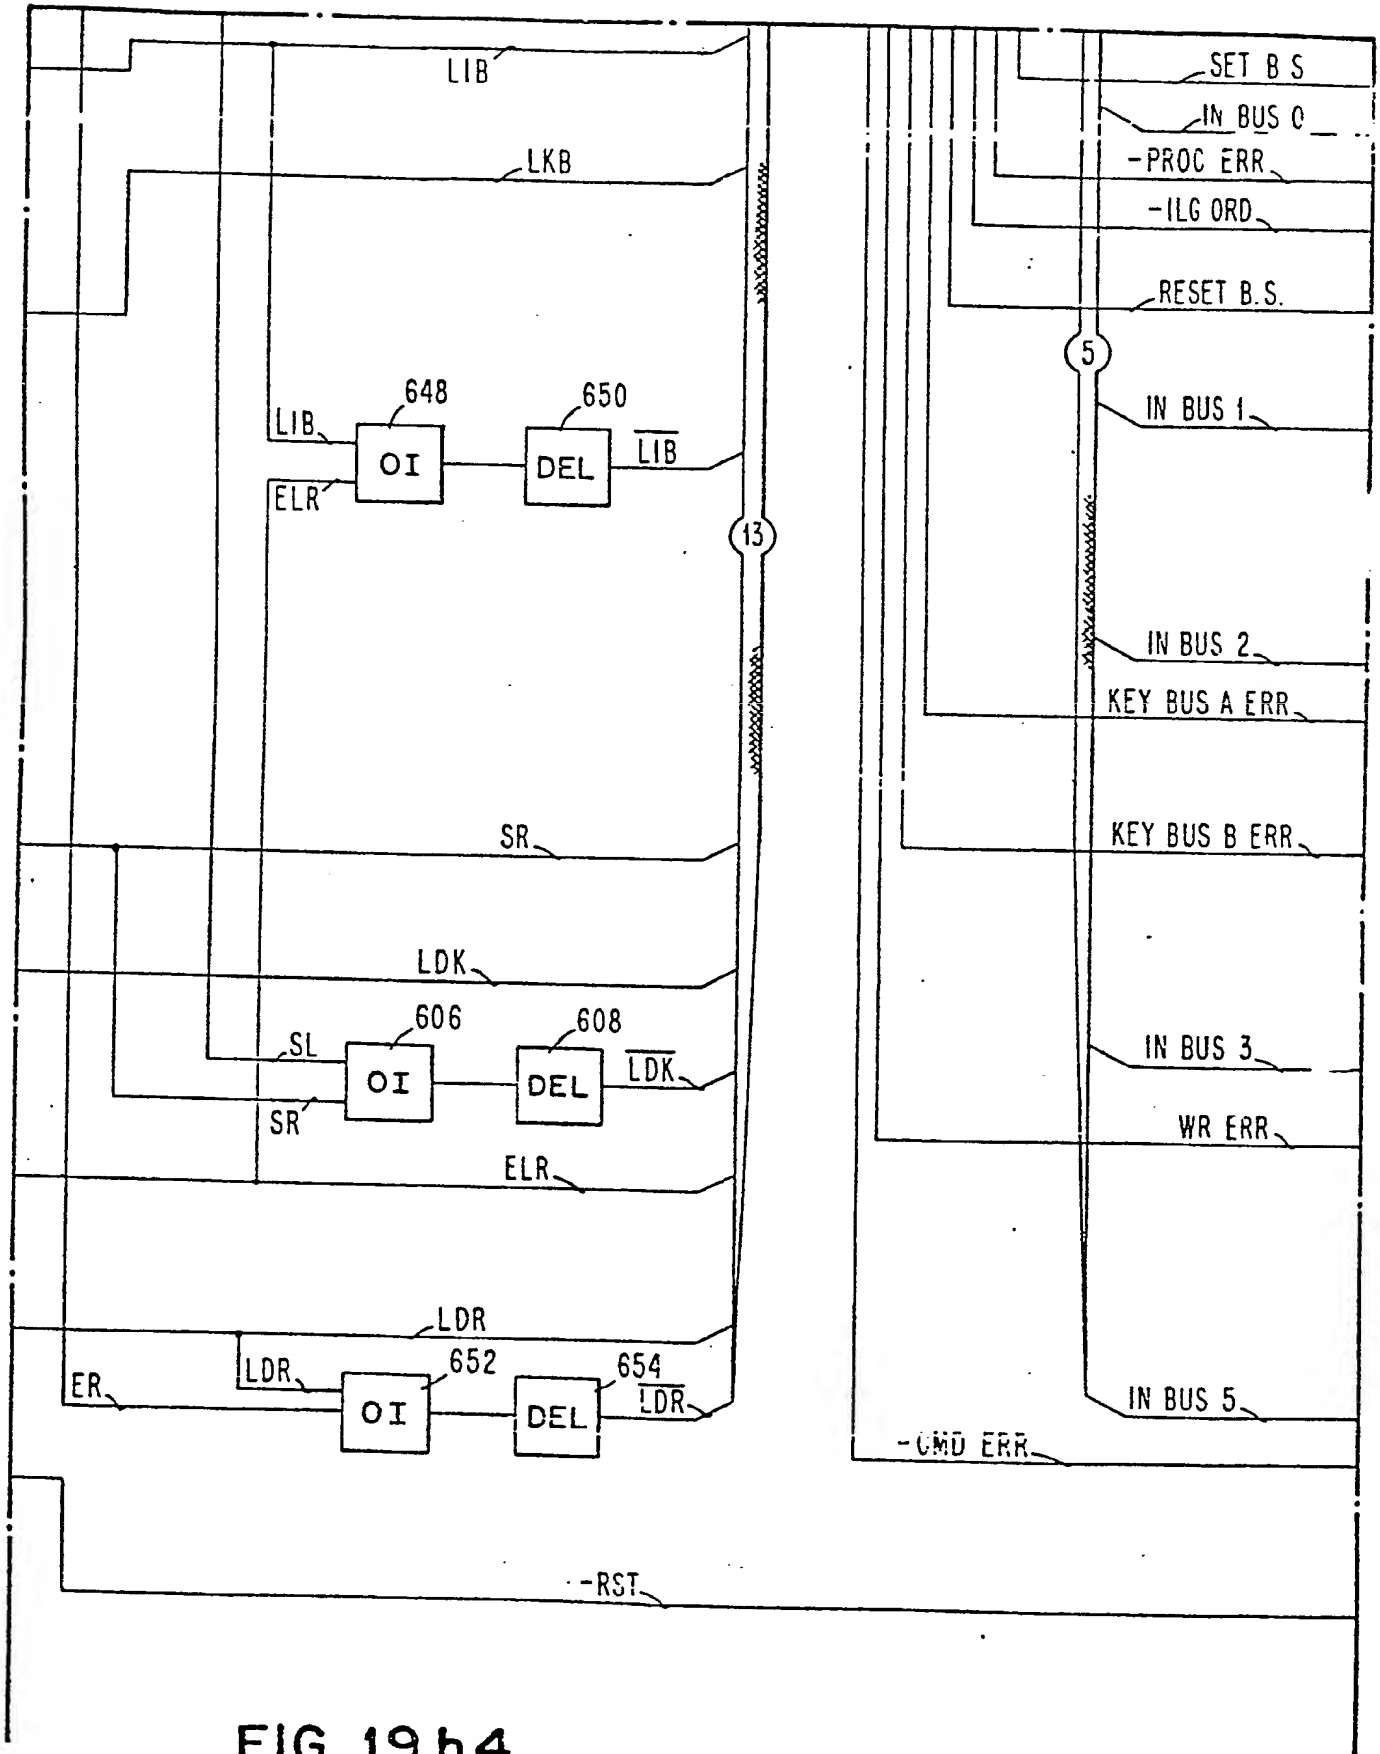 LIB
SET B S
IN BUS 0
LKB
-PROC ERR
-ILG ORD
RESET B.S.
5
648
650
LIB
OI
DEL
LIB
IN BUS 1
ELR
13
IN BUS 2
KEY BUS A ERR
SR
KEY BUS B ERR
LDK
606
608
SL
OI
DEL
LDK
IN BUS 3
SR
WR ERR
ELR
LDR
652
654
LDR
ER
OI
DEL
LDR
IN BUS 5
-CMD ERR
-RST
FIG. 19h4